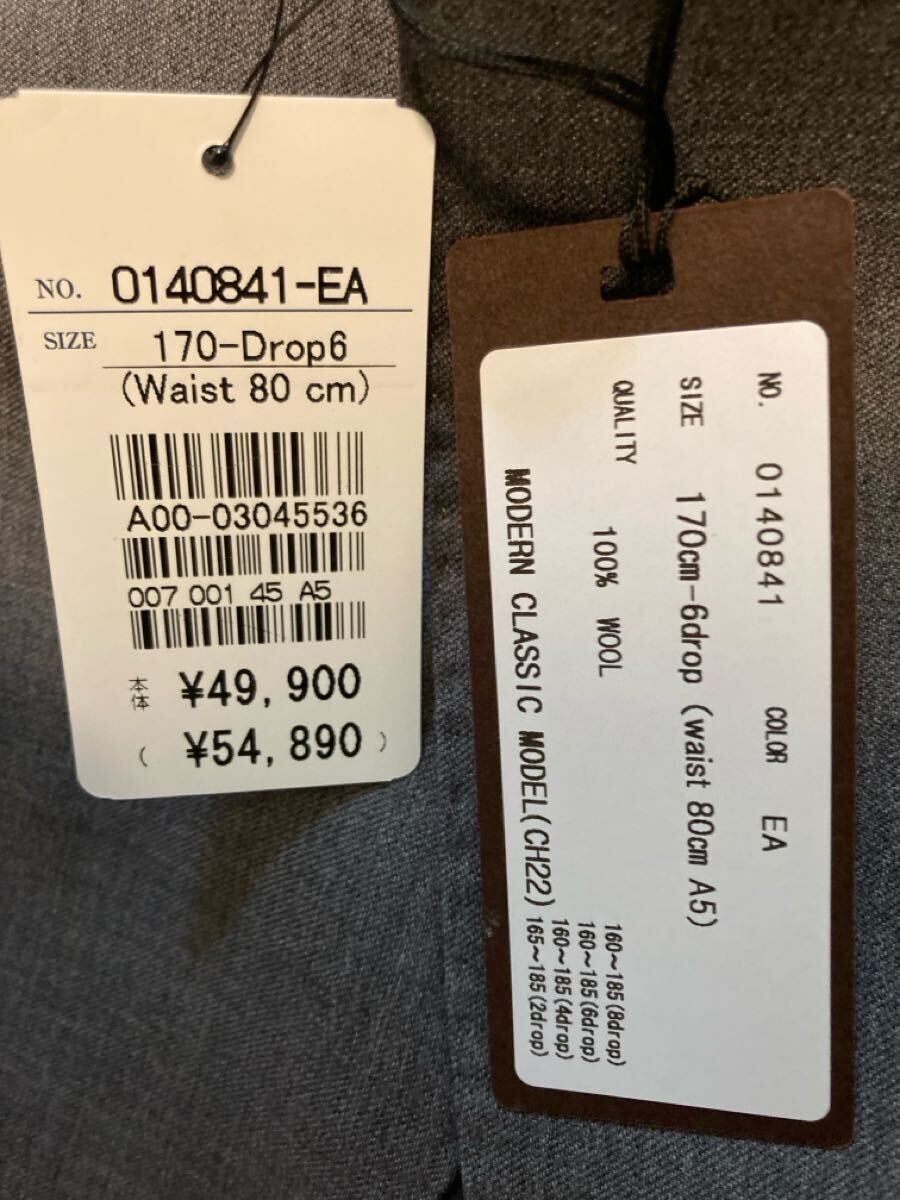 NO. 0140841-EA
SIZE 170-Drop6
(Waist 80 cm)
A00-03045536
007 001 45 A5
本体 ¥49,900
( ¥54,890 )
NO. 0140841 COLOR EA
SIZE 170cm-6drop (waist 80cm A5)
QUALITY 100% WOOL
160~185(8drop)
160~185(6drop)
160~185(4drop)
MODERN CLASSIC MODEL(CH22) 165~185(2drop)